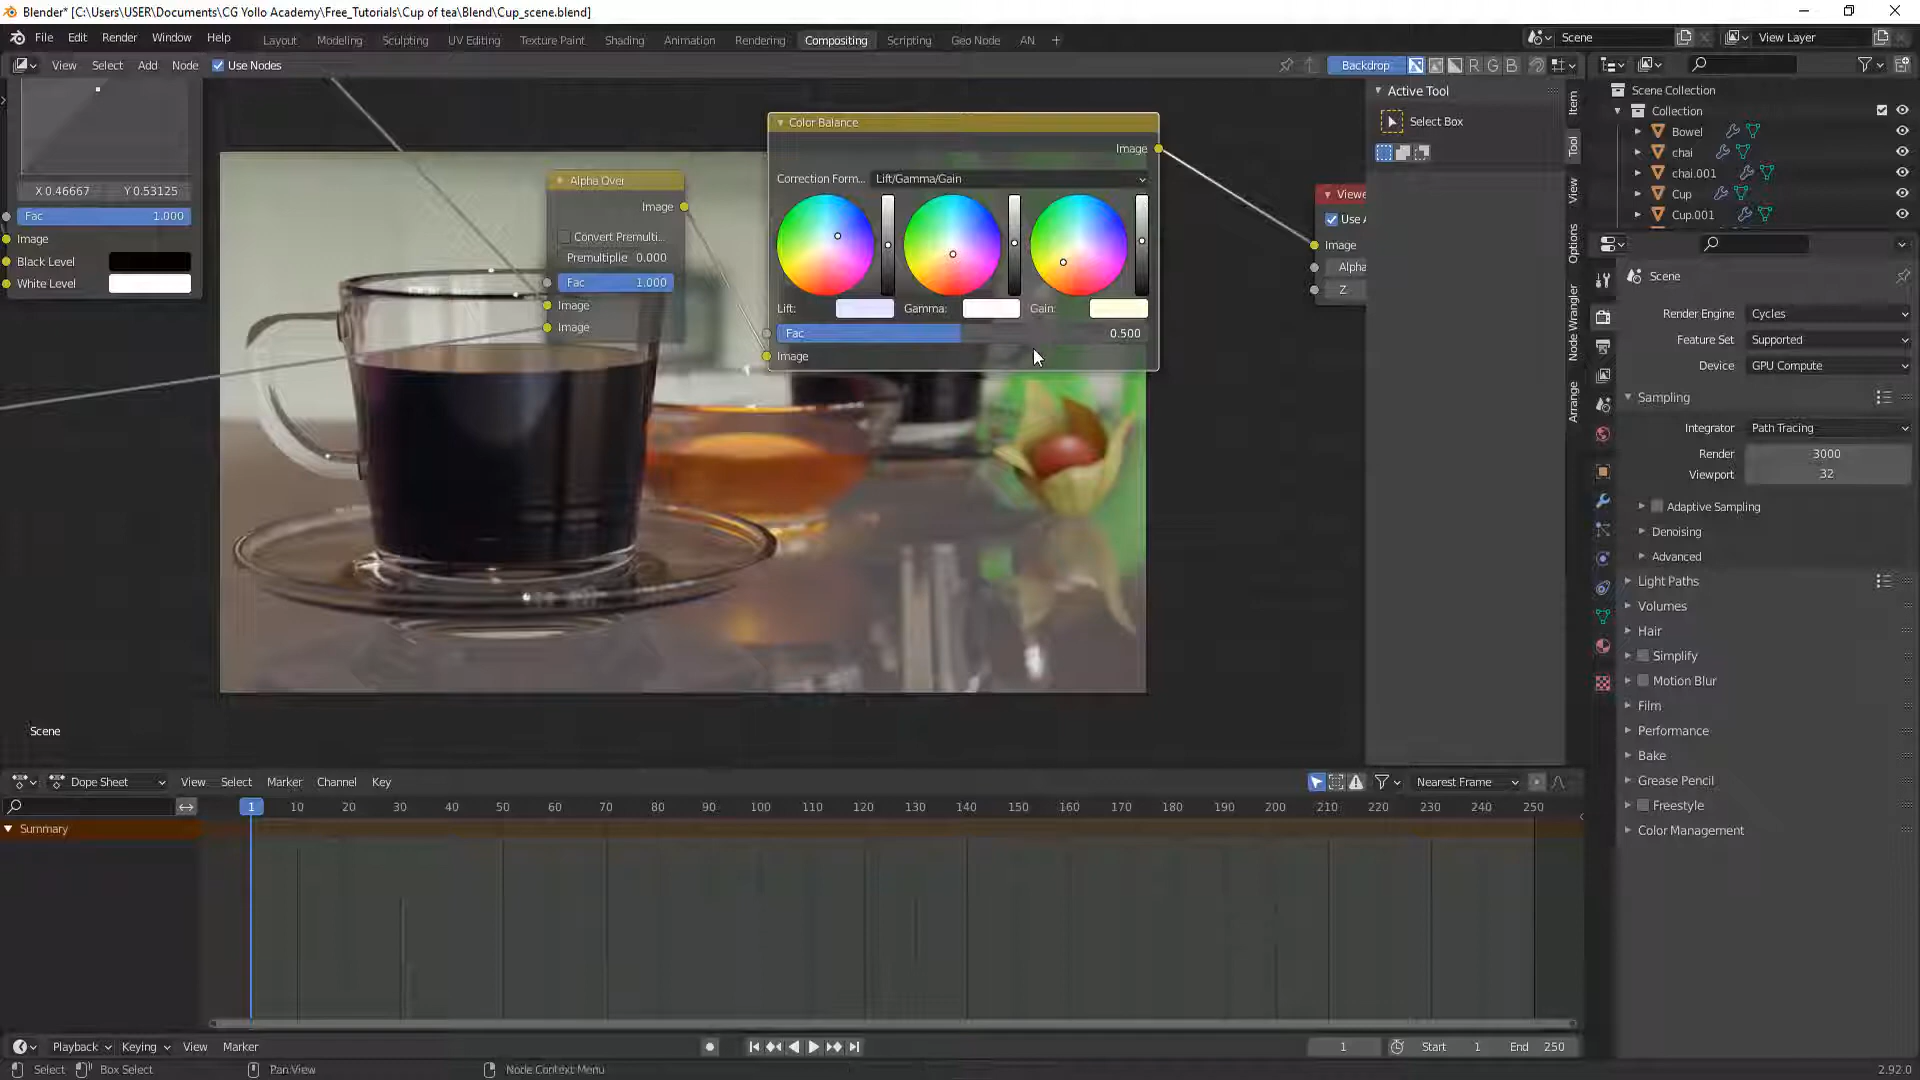 Blender* [C:\Users\USER\Documents\CG Yollo Academy\Free_Tutorials\Cup of tea\Blend\Cup_scene.blend]
File Edit Render Window Help Layout Modeling Sculpting UV Editing Texture Paint Shading Animation Rendering Compositing Scripting Geo Node AN + Scene View Layer
View Select Add Node Use Nodes Backdrop R G B
X 0.46667 Y 0.53125
Fac 1.000
Image
Black Level
White Level
Alpha Over
Image
Convert Premulti...
Premultiplie 0.000
Fac 1.000
Image
Image
Color Balance
Image
Correction Form... Lift/Gamma/Gain
Lift: Gamma: Gain:
Fac 0.500
Image
Viewe
Use A
Image
Alpha
Z
Scene
Active Tool
Select Box
Item
Tool
View
Options
Node Wrangler
Arrange
Scene Collection
Collection
Bowel
chai
chai.001
Cup
Cup.001
Scene
Render Engine Cycles
Feature Set Supported
Device GPU Compute
Sampling
Integrator Path Tracing
Render 3000
Viewport 32
Adaptive Sampling
Denoising
Advanced
Light Paths
Volumes
Hair
Simplify
Motion Blur
Film
Performance
Bake
Grease Pencil
Freestyle
Color Management
Dope Sheet View Select Marker Channel Key Nearest Frame
1 10 20 30 40 50 60 70 80 90 100 110 120 130 140 150 160 170 180 190 200 210 220 230 240 250
Summary
Playback Keying View Marker 1 Start 1 End 250
Select Box Select Pan View Node Context Menu 2.92.0